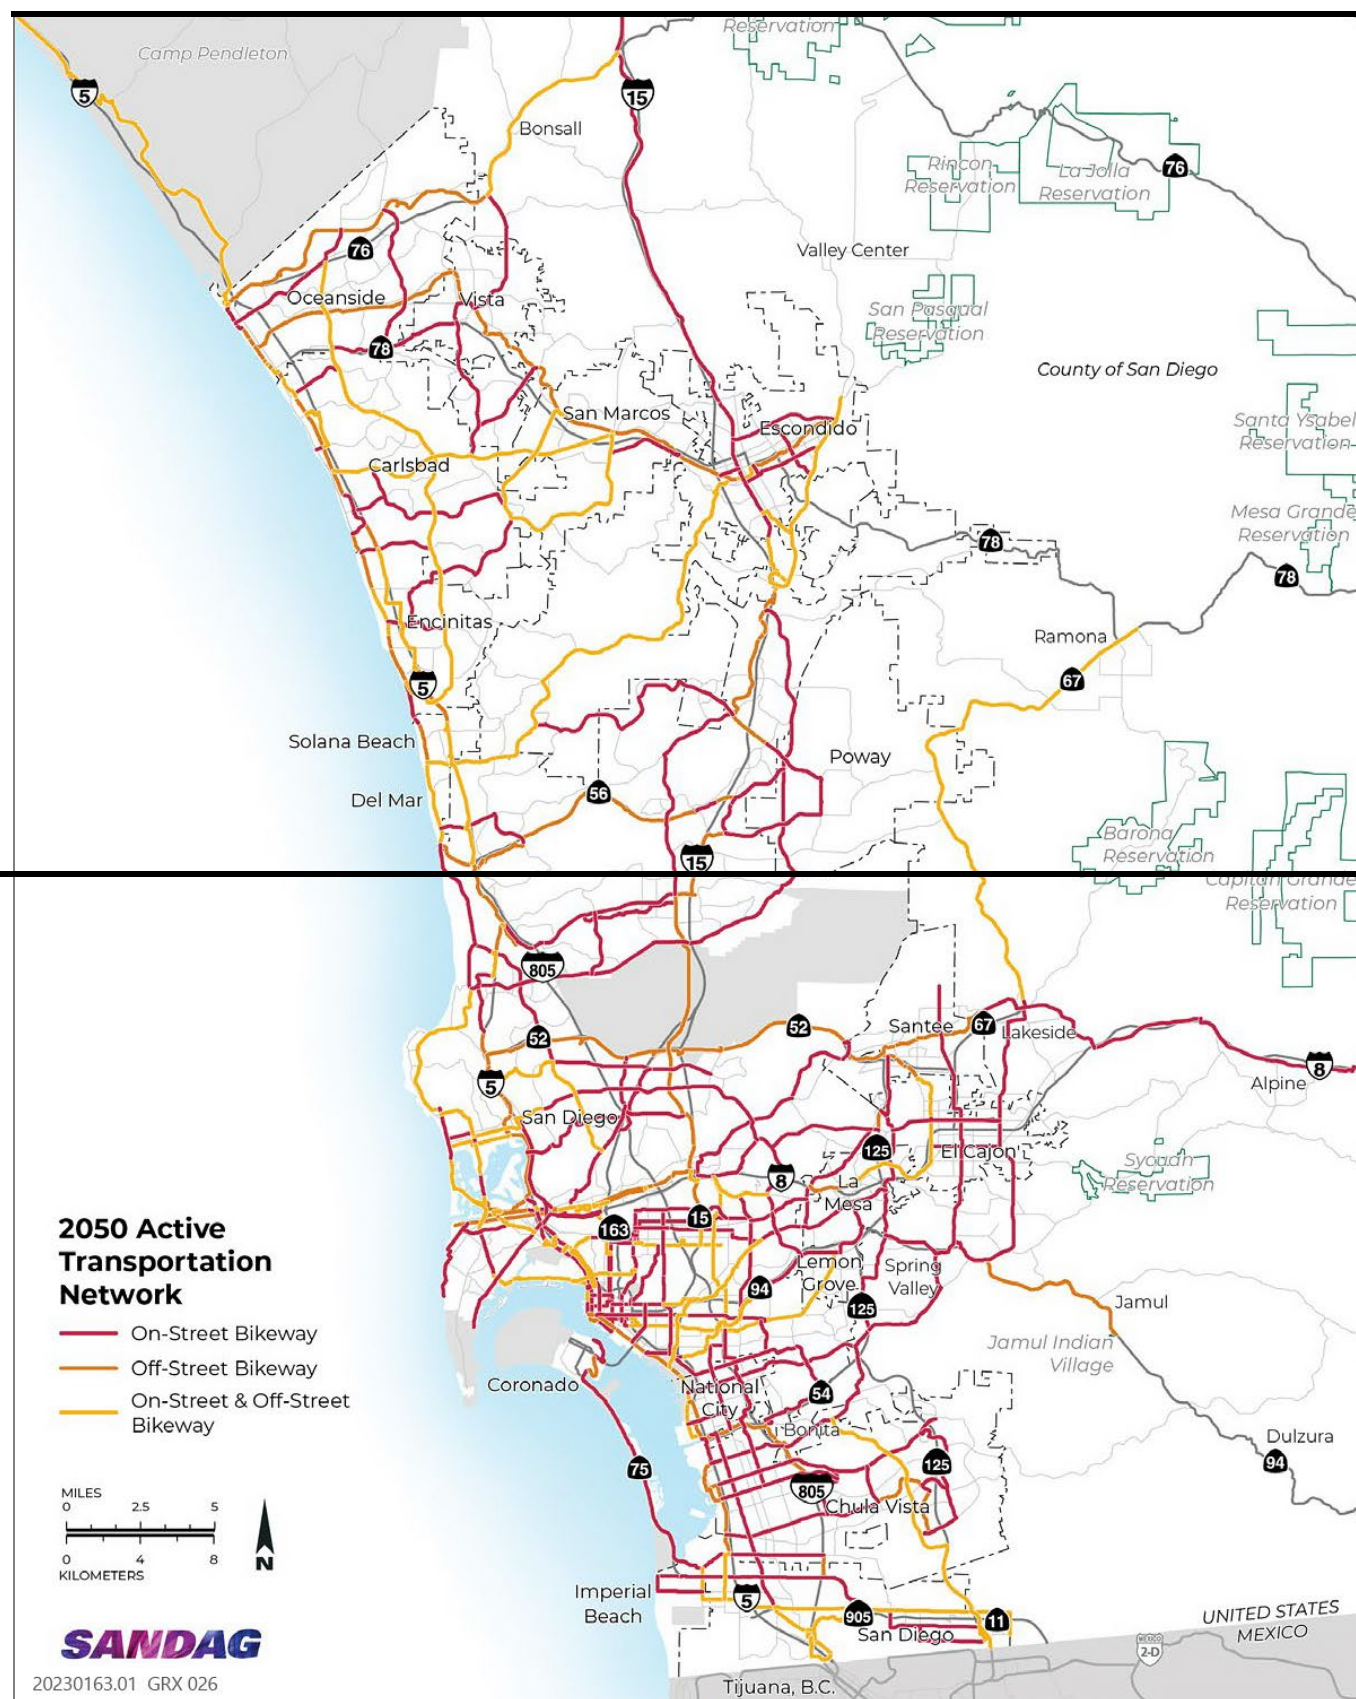 Reservation
Camp Pendleton
5
15
Bonsall
Rincon
Reservation
La Jolla
Reservation
76
76
Valley Center
Oceanside
Vista
San Pasqual
Reservation
78
County of San Diego
San Marcos
Escondido
Santa Ysabel
Reservation
Carlsbad
Mesa Grande
Reservation
78
78
Encinitas
Ramona
67
5
Solana Beach
Poway
Del Mar
56
Barona
Reservation
15
Capitan Grande
Reservation
805
52
52
Santee
67
Lakeside
8
Alpine
5
San Diego
125
El Cajon
8
Sycuan
Reservation
La
Mesa
163
15
2050 Active
Transportation
Network
Lemon
Grove
Spring
Valley
94
125
Jamul
On-Street Bikeway
Jamul Indian
Village
Off-Street Bikeway
On-Street & Off-Street
Bikeway
Coronado
National
City
54
Bonita
Dulzura
94
125
75
805
Chula Vista
MILES
0 2.5 5
0 4 8
KILOMETERS
N
Imperial
Beach
5
905
11
San Diego
UNITED STATES
MEXICO
MEXICO
2-D
SANDAG
20230163.01 GRX 026
Tijuana, B.C.